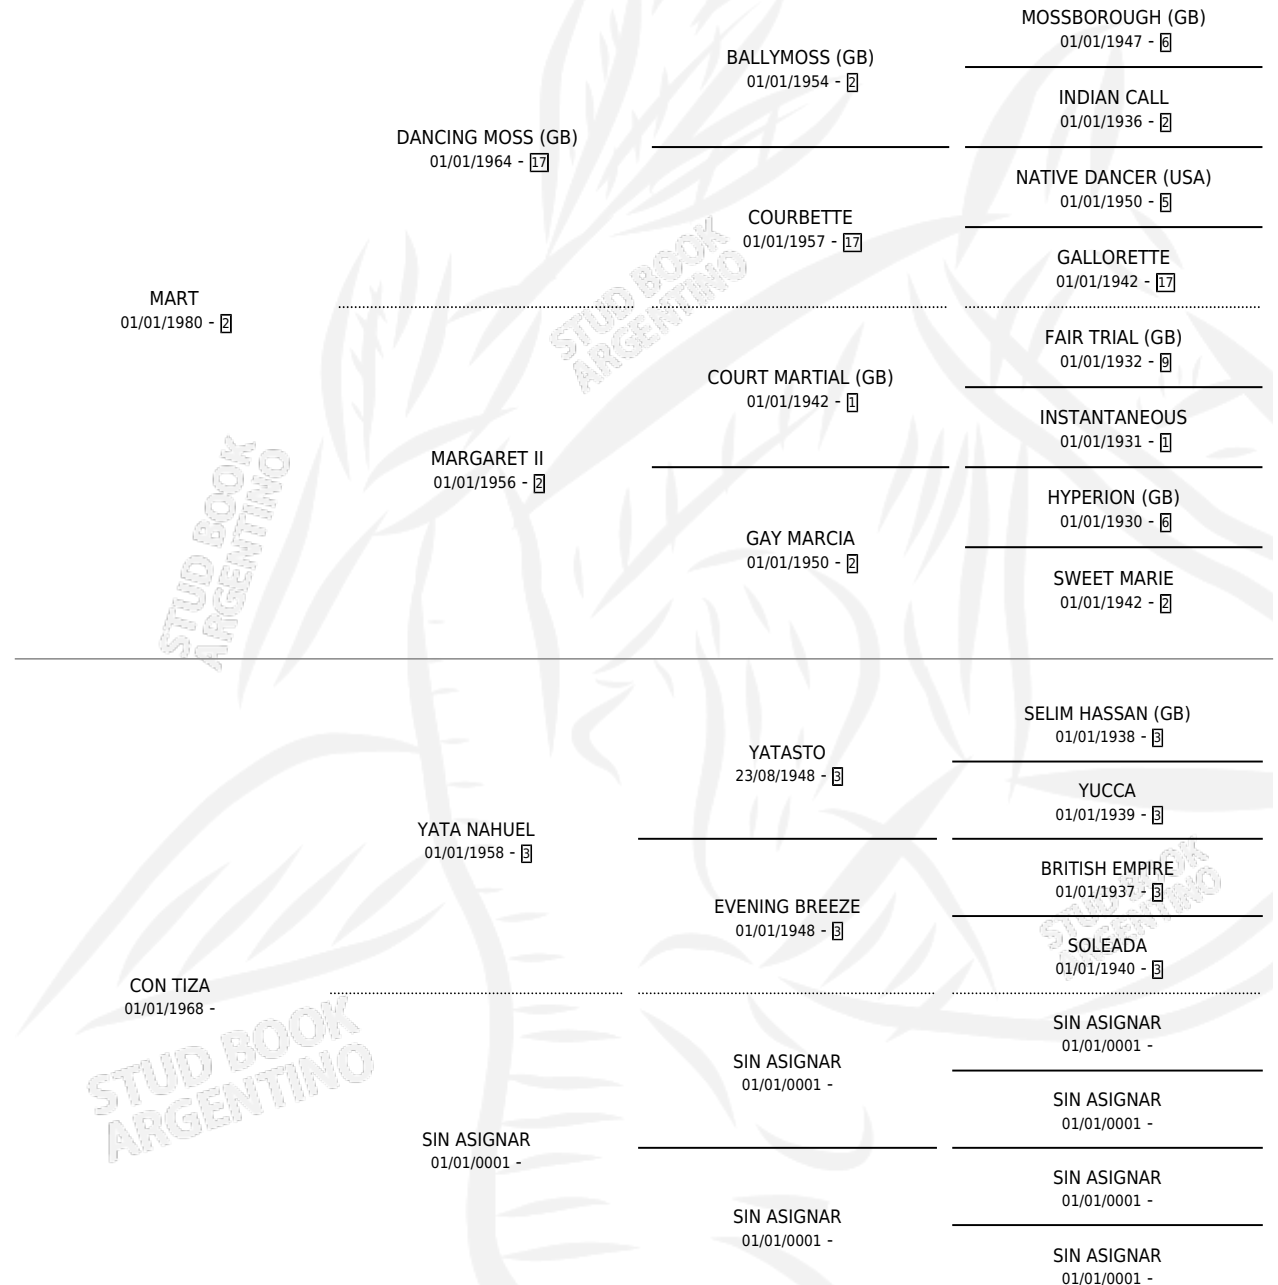 MOSSBOROUGH (GB)
01/01/1947 - 6
BALLYMOSS (GB)
01/01/1954 - 2
INDIAN CALL
01/01/1936 - 2
DANCING MOSS (GB)
01/01/1964 - 17
NATIVE DANCER (USA)
01/01/1950 - 5
COURBETTE
01/01/1957 - 17
GALLORETTE
01/01/1942 - 17
MART
01/01/1980 - 2
STUD BOOK
ARGENTINO
FAIR TRIAL (GB)
01/01/1932 - 9
COURT MARTIAL (GB)
01/01/1942 - 1
INSTANTANEOUS
01/01/1931 - 1
MARGARET II
01/01/1956 - 2
HYPERION (GB)
01/01/1930 - 6
GAY MARCIA
01/01/1950 - 2
SWEET MARIE
01/01/1942 - 2
STUD BOOK
ARGENTINO
SELIM HASSAN (GB)
01/01/1938 - 3
YATASTO
23/08/1948 - 3
YUCCA
01/01/1939 - 3
YATA NAHUEL
01/01/1958 - 3
BRITISH EMPIRE
01/01/1937 - 3
EVENING BREEZE
01/01/1948 - 3
STUD BOOK
ARGENTINO
SOLEADA
01/01/1940 - 3
CON TIZA
01/01/1968 -
SIN ASIGNAR
01/01/0001 -
SIN ASIGNAR
01/01/0001 -
STUD BOOK
ARGENTINO
SIN ASIGNAR
01/01/0001 -
SIN ASIGNAR
01/01/0001 -
SIN ASIGNAR
01/01/0001 -
SIN ASIGNAR
01/01/0001 -
SIN ASIGNAR
01/01/0001 -